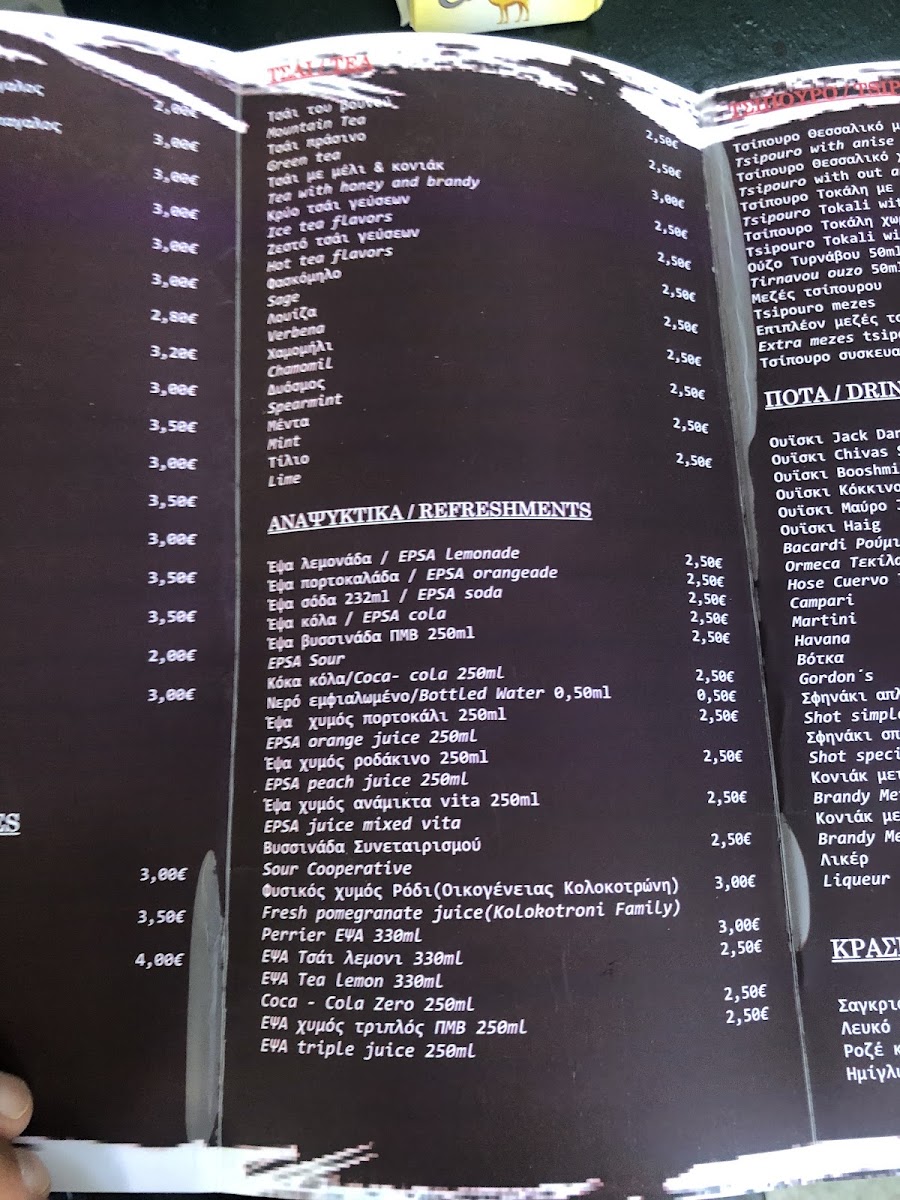 2,00€
3,00€
3,00€
3,00€
3,00€
3,00€
2,80€
3,20€
3,00€
3,50€
3,00€
3,50€
3,00€
3,50€
3,50€
2,00€
3,00€
3,00€
3,50€
4,00€
ΤΣΑΙ / TEA
Τσάι του βουνού
Mountain Tea 2,50€
Τσάι πράσινο
Green tea 2,50€
Τσάι με μέλι & κονιάκ
Tea with honey and brandy 3,00€
Κρύο τσάι γεύσεων
Ice tea flavors 2,50€
Ζεστό τσάι γεύσεων
Hot tea flavors 2,50€
Φασκόμηλο
Sage 2,50€
Λουίζα
Verbena 2,50€
Χαμομήλι
Chamomil 2,50€
Δυόσμος
Spearmint 2,50€
Μέντα
Mint 2,50€
Τίλιο
Lime 2,50€
ΑΝΑΨΥΚΤΙΚΑ / REFRESHMENTS
Έψα λεμονάδα / EPSA Lemonade 2,50€
Έψα πορτοκαλάδα / EPSA orangeade 2,50€
Έψα σόδα 232ml / EPSA soda 2,50€
Έψα κόλα / EPSA cola 2,50€
Έψα βυσσινάδα ΠΜΒ 250ml 2,50€
EPSA Sour
Κόκα κόλα/Coca- cola 250ml 2,50€
Νερό εμφιαλωμένο/Bottled Water 0,50ml 0,50€
Έψα χυμός πορτοκάλι 250ml 2,50€
EPSA orange juice 250ml
Έψα χυμός ροδάκινο 250ml 2,50€
EPSA peach juice 250ml
Έψα χυμός ανάμικτα vita 250ml 2,50€
EPSA juice mixed vita
Βυσσινάδα Συνεταιρισμού 2,50€
Sour Cooperative
Φυσικός χυμός Ρόδι(Οικογένειας Κολοκοτρώνη) 3,00€
Fresh pomegranate juice(Kolokotroni Family)
Perrier ΕΨΑ 330ml 3,00€
ΕΨΑ Τσάι λεμονι 330ml 2,50€
ΕΨΑ Tea lemon 330ml
Coca - Cola Zero 250ml 2,50€
ΕΨΑ χυμός τριπλός ΠΜΒ 250ml 2,50€
ΕΨΑ triple juice 250ml
ΤΣΙΠΟΥΡΟ /
Τσίπουρο Θεσσαλικό
Tsipouro with anise
Τσίπουρο Θεσσαλικό
Tsipouro with out
Τσίπουρο Τοκάλη με
Tsipouro Tokali
Τσίπουρο Τοκάλη
Tsipouro Tokali
Ούζο Τυρνάβου
Tirnavou ouzo
Μεζές τσίπουρου
Tsipouro mezes
Επιπλέον μεζές
Extra mezes
Τσίπουρο
ΠΟΤΑ /
Ουΐσκι Jack
Ουΐσκι Chivas
Ουΐσκι
Ουΐσκι Κόκκινο
Ουΐσκι Μαύρο
Ουΐσκι Haig
Bacardi
Ormeca
Hose Cuervo
Campari
Martini
Havana
Βότκα
Gordon´s
Σφηνάκι
Shot
Σφηνάκι
Shot
Κονιάκ
Brandy
Κονιάκ
Brandy
Λικέρ
Liqueur
Λευκό
Ροζέ